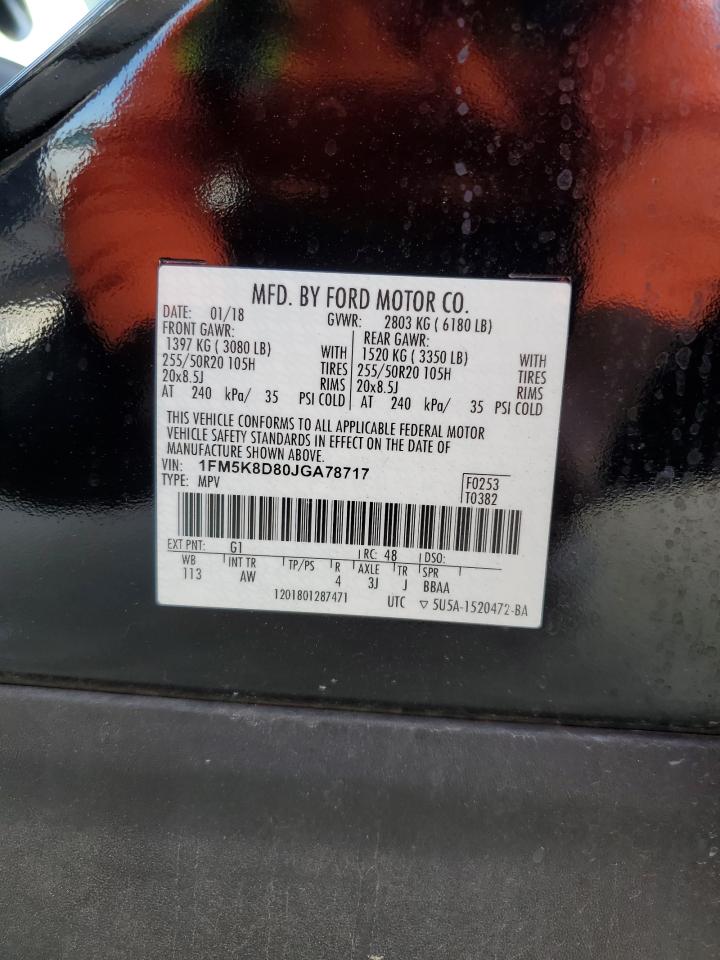 MFD. BY FORD MOTOR CO.
DATE: 01/18 GVWR: 2803 KG ( 6180 LB)
FRONT GAWR: REAR GAWR:
1397 KG ( 3080 LB) WITH 1520 KG ( 3350 LB) WITH
255/50R20 105H TIRES 255/50R20 105H TIRES
20x8.5J RIMS 20x8.5J RIMS
AT 240 kPa/ 35 PSI COLD AT 240 kPa/ 35 PSI COLD
THIS VEHICLE CONFORMS TO ALL APPLICABLE FEDERAL MOTOR
VEHICLE SAFETY STANDARDS IN EFFECT ON THE DATE OF
MANUFACTURE SHOWN ABOVE.
VIN: 1FM5K8D80JGA78717 F0253
TYPE: MPV T0382
EXT PNT: G1 RC: 48 DSO:
WB INT TR TP/PS R AXLE TR SPR
113 AW 4 3J J BBAA
1201801287471 UTC ▽ 5U5A-1520472-BA